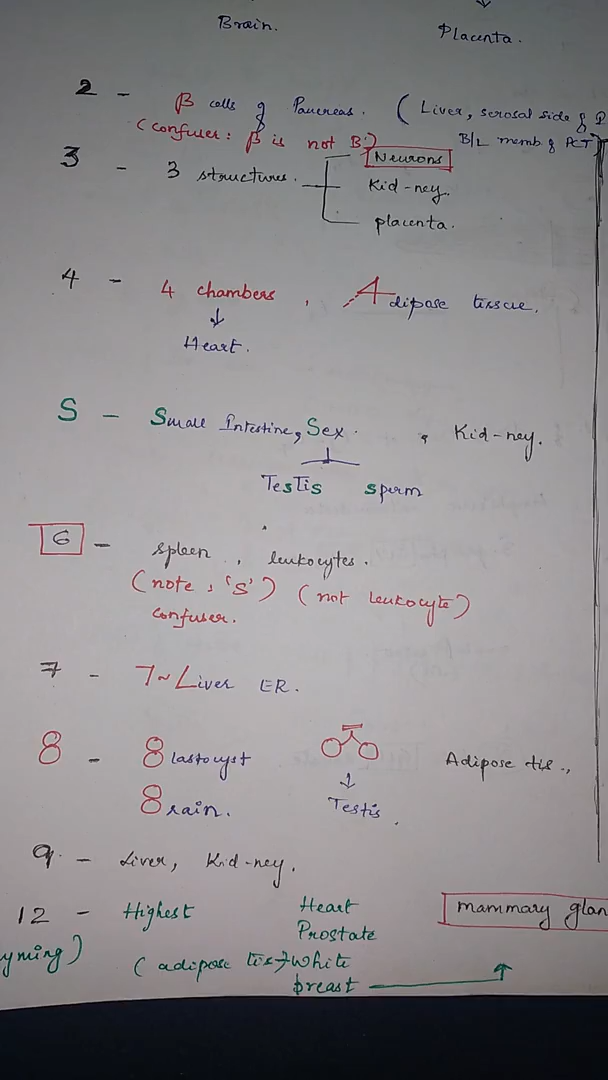 Brain.
Placenta.
2 - β cells of Pancreas. (Liver, serosal side of
(confuser: β is not B:) B/L memb of PCT)
3 - 3 structures. Neurons
Kid-ney.
placenta.
4 - 4 chambers, Adipose tissue.
Heart.
S - Small Intestine, Sex. , Kid-ney.
TesTis sperm
6 - spleen, leukocytes.
(note, 'S') (not leukocyte)
confuser.
7 - 7~Liver ER.
8 - 8lastocyst Adipose tis.,
8rain. Testis.
9. - Liver, Kid-ney.
12 - Highest Heart mammary glan
Prostate
yming) (adipose tis→white
breast